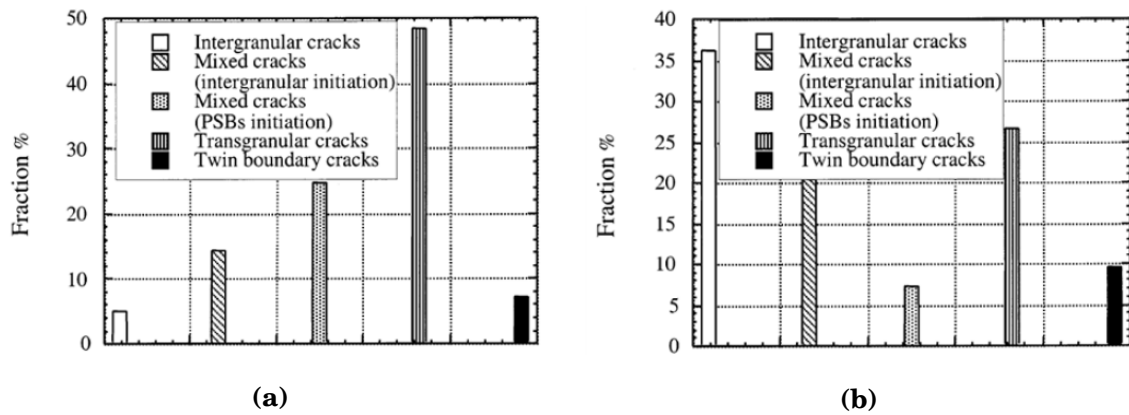 50
40
30
20
10
0
Fraction %
Intergranular cracks
Mixed cracks
(intergranular initiation)
Mixed cracks
(PSBs initiation)
Transgranular cracks
Twin boundary cracks
(a)
40
35
30
25
20
15
10
5
0
Fraction %
Intergranular cracks
Mixed cracks
(intergranular initiation)
Mixed cracks
(PSBs initiation)
Transgranular cracks
Twin boundary cracks
(b)